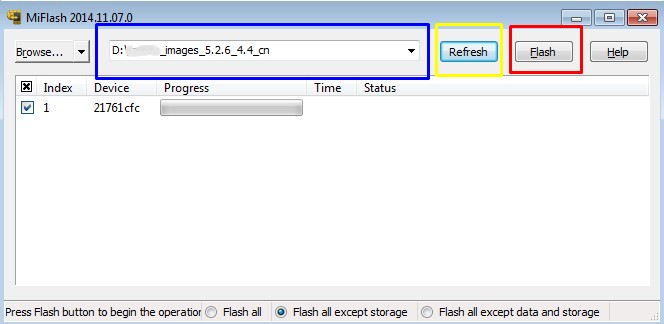 MiFlash 2014.11.07.0
Browse... D:\ _images_5.2.6_4.4_cn Refresh Flash Help
Index Device Progress Time Status
1 21761cfc
Press Flash button to begin the operation Flash all Flash all except storage Flash all except data and storage